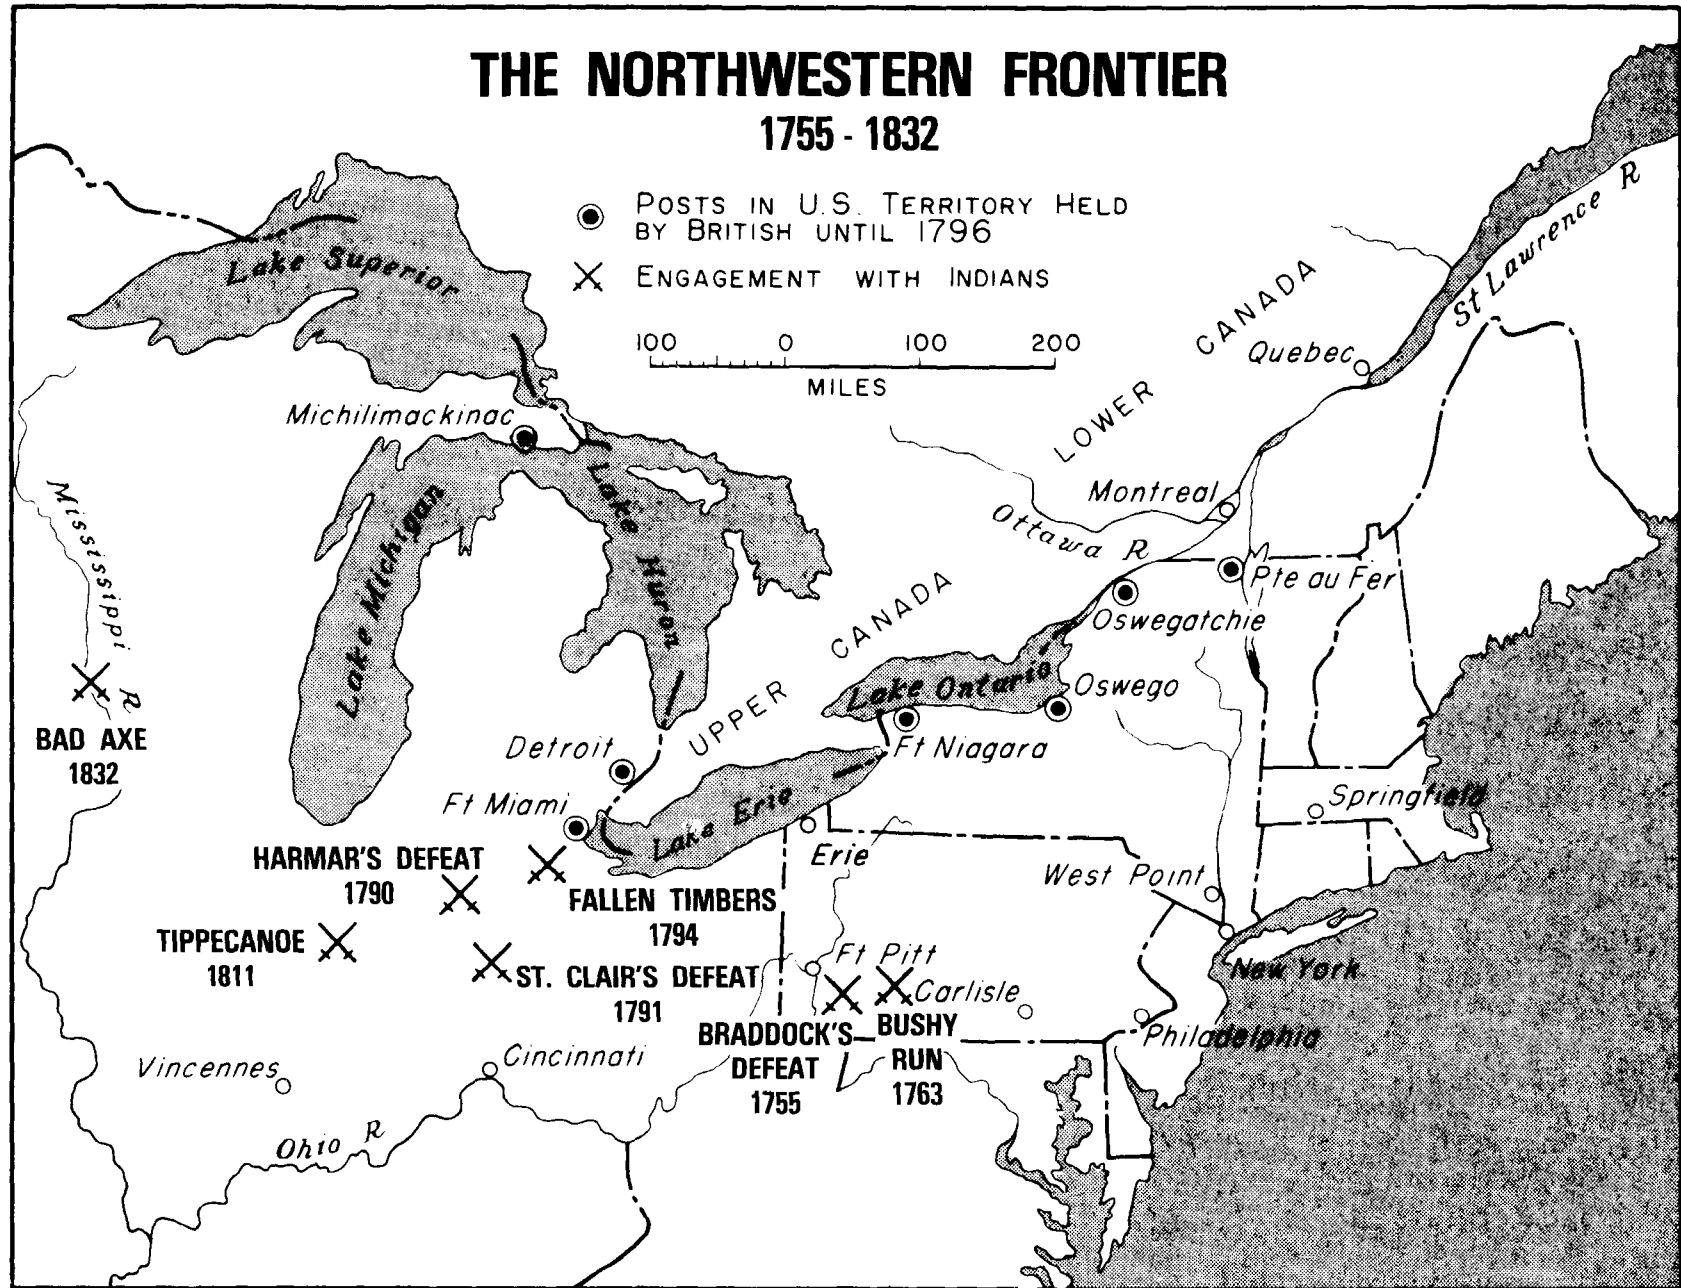 THE NORTHWESTERN FRONTIER
1755 - 1832
POSTS IN U.S. TERRITORY HELD
BY BRITISH UNTIL 1796
ENGAGEMENT WITH INDIANS
100 0 100 200
MILES
Lake Superior
St Lawrence R
LOWER CANADA
Quebec
Michilimackinac
Mississippi R
Lake Michigan
Lake Huron
Montreal
Ottawa R
Pte au Fer
Oswegatchie
UPPER CANADA
Lake Ontario
Oswego
Ft Niagara
BAD AXE
1832
Detroit
Ft Miami
Lake Erie
Erie
Springfield
HARMAR'S DEFEAT
1790
FALLEN TIMBERS
1794
West Point
TIPPECANOE
1811
ST. CLAIR'S DEFEAT
1791
Ft Pitt
Carlisle
New York
Philadelphia
BRADDOCK'S
DEFEAT
1755
BUSHY
RUN
1763
Vincennes
Cincinnati
Ohio R